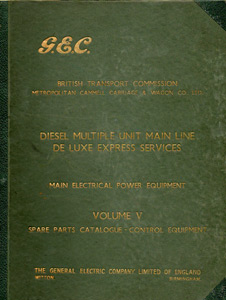 G.E.C.
BRITISH TRANSPORT COMMISSION
METROPOLITAN CAMMELL CARRIAGE & WAGON CO. LTD.
DIESEL MULTIPLE UNIT MAIN LINE
DE LUXE EXPRESS SERVICES
MAIN ELECTRICAL POWER EQUIPMENT
VOLUME V
SPARE PARTS CATALOGUE - CONTROL EQUIPMENT
THE GENERAL ELECTRIC COMPANY LIMITED OF ENGLAND
WITTON BIRMINGHAM